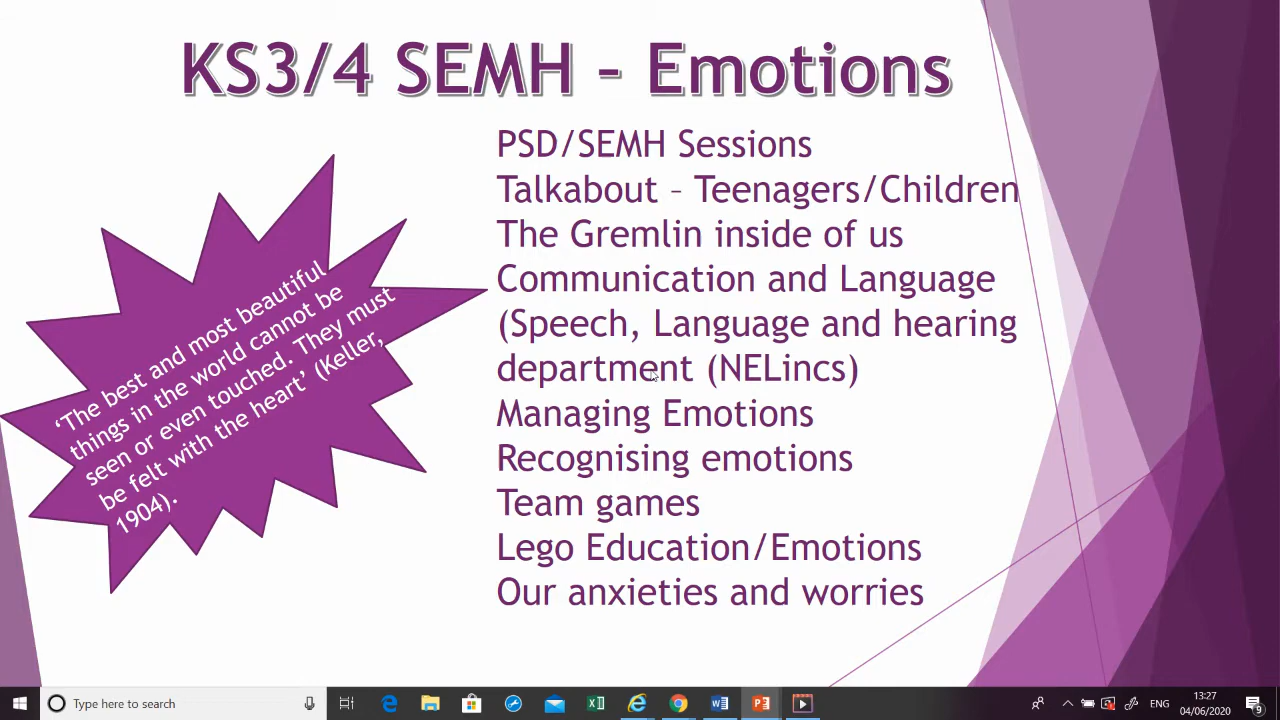 KS3/4 SEMH - Emotions
PSD/SEMH Sessions
Talkabout – Teenagers/Children
The Gremlin inside of us
Communication and Language
(Speech, Language and hearing
department (NELincs)
Managing Emotions
Recognising emotions
Team games
Lego Education/Emotions
Our anxieties and worries
‘The best and most beautiful
things in the world cannot be
seen or even touched. They must
be felt with the heart’ (Keller,
1904).
Type here to search
ENG
13:27
04/06/2020
9